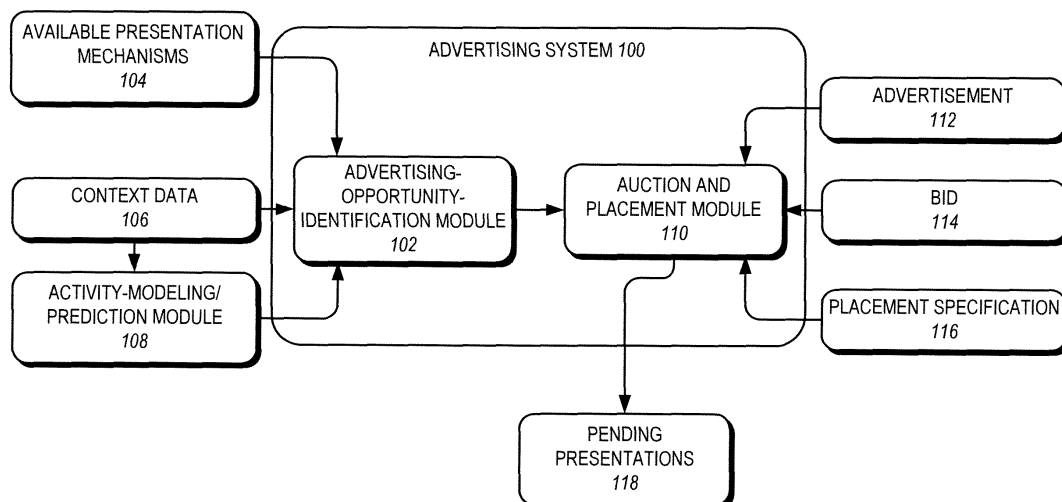 AVAILABLE PRESENTATION
MECHANISMS
104
ADVERTISING SYSTEM 100
ADVERTISEMENT
112
CONTEXT DATA
106
ADVERTISING-
OPPORTUNITY-
IDENTIFICATION MODULE
102
AUCTION AND
PLACEMENT MODULE
110
BID
114
ACTIVITY-MODELING/
PREDICTION MODULE
108
PLACEMENT SPECIFICATION
116
PENDING
PRESENTATIONS
118